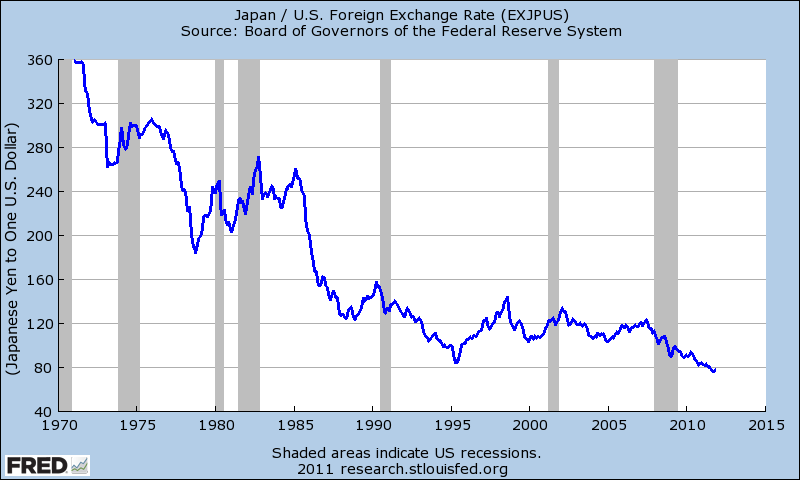 Japan / U.S. Foreign Exchange Rate (EXJPUS)
Source: Board of Governors of the Federal Reserve System
(Japanese Yen to One U.S. Dollar)
360
320
280
240
200
160
120
80
40
1970 1975 1980 1985 1990 1995 2000 2005 2010 2015
Shaded areas indicate US recessions.
FRED 2011 research.stlouisfed.org